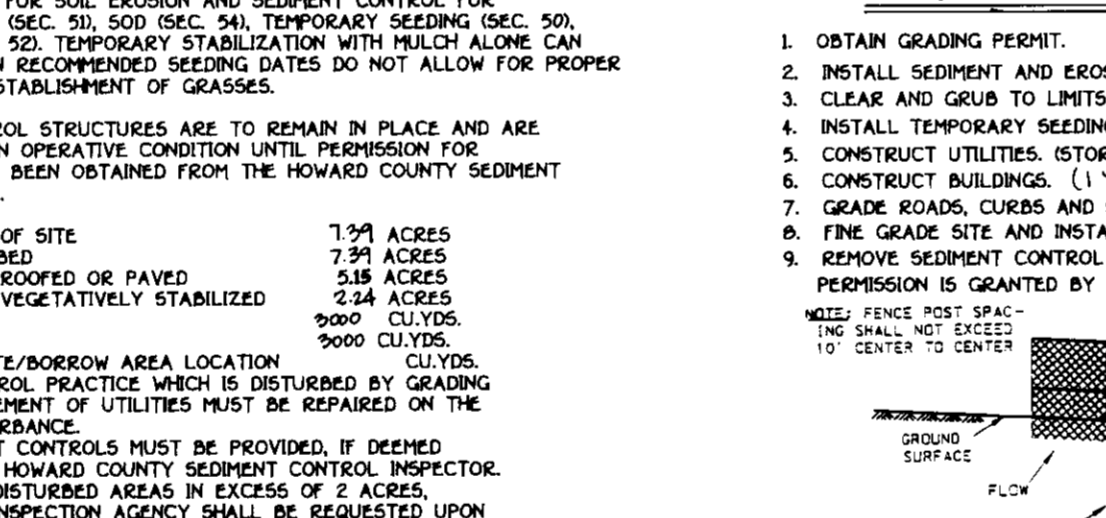 FOR SOIL EROSION AND SEDIMENT CONTROL FOR
(SEC. 51), SOD (SEC. 54), TEMPORARY SEEDING (SEC. 50),
52). TEMPORARY STABILIZATION WITH MULCH ALONE CAN
RECOMMENDED SEEDING DATES DO NOT ALLOW FOR PROPER
STABLISHMENT OF GRASSES.
OL STRUCTURES ARE TO REMAIN IN PLACE AND ARE
N OPERATIVE CONDITION UNTIL PERMISSION FOR
BEEN OBTAINED FROM THE HOWARD COUNTY SEDIMENT
OF SITE 7.39 ACRES
BED 7.39 ACRES
ROOFED OR PAVED 5.15 ACRES
VEGETATIVELY STABILIZED 2.24 ACRES
3000 CU.YDS.
3000 CU.YDS.
TE/BORROW AREA LOCATION CU.YDS.
ROL PRACTICE WHICH IS DISTURBED BY GRADING
EMENT OF UTILITIES MUST BE REPAIRED ON THE
RBANCE.
T CONTROLS MUST BE PROVIDED, IF DEEMED
HOWARD COUNTY SEDIMENT CONTROL INSPECTOR.
DISTURBED AREAS IN EXCESS OF 2 ACRES,
NSPECTION AGENCY SHALL BE REQUESTED UPON
1. OBTAIN GRADING PERMIT.
2. INSTALL SEDIMENT AND EROS
3. CLEAR AND GRUB TO LIMITS
4. INSTALL TEMPORARY SEEDING
5. CONSTRUCT UTILITIES. (STOR
6. CONSTRUCT BUILDINGS. (1 Y
7. GRADE ROADS, CURBS AND
8. FINE GRADE SITE AND INSTA
9. REMOVE SEDIMENT CONTROL
PERMISSION IS GRANTED BY
NOTE: FENCE POST SPAC-
ING SHALL NOT EXCEED
10' CENTER TO CENTER
GROUND
SURFACE
FLOW